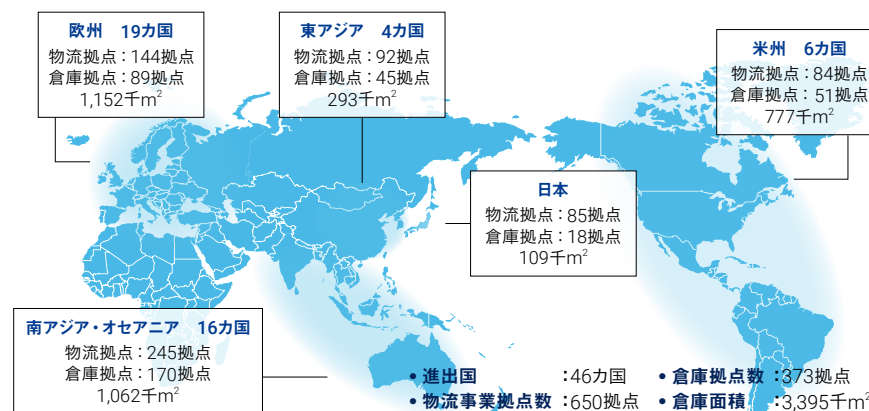 欧州 19カ国
物流拠点：144拠点
倉庫拠点：89拠点
1,152千m²
東アジア 4カ国
物流拠点：92拠点
倉庫拠点：45拠点
293千m²
米州 6カ国
物流拠点：84拠点
倉庫拠点：51拠点
777千m²
日本
物流拠点：85拠点
倉庫拠点：18拠点
109千m²
南アジア・オセアニア 16カ国
物流拠点：245拠点
倉庫拠点：170拠点
1,062千m²
• 進出国 :46カ国
• 物流事業拠点数 :650拠点
• 倉庫拠点数 :373拠点
• 倉庫面積 :3,395千m²